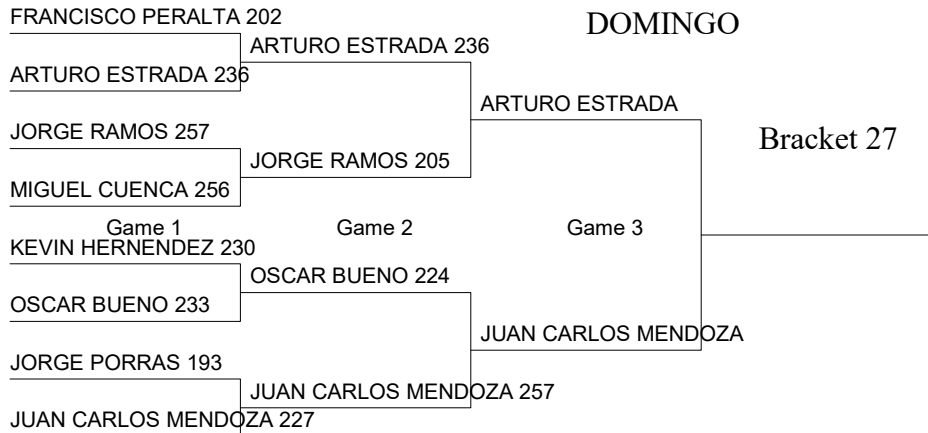 FRANCISCO PERALTA 202
DOMINGO
ARTURO ESTRADA 236
ARTURO ESTRADA 236
ARTURO ESTRADA
JORGE RAMOS 257
Bracket 27
JORGE RAMOS 205
MIGUEL CUENCA 256
Game 1
Game 2
Game 3
KEVIN HERNENDEZ 230
OSCAR BUENO 224
OSCAR BUENO 233
JUAN CARLOS MENDOZA
JORGE PORRAS 193
JUAN CARLOS MENDOZA 257
JUAN CARLOS MENDOZA 227